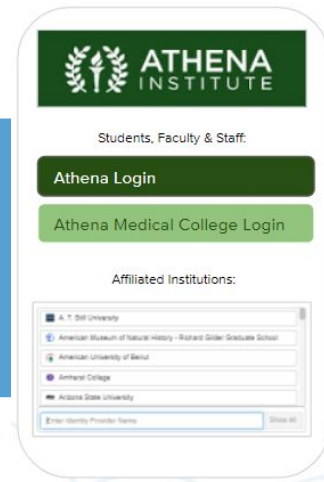 ATHENA
INSTITUTE
Students, Faculty & Staff:
Athena Login
Athena Medical College Login
Affiliated Institutions:
A. T. Still University
American Museum of Natural History - Richard Gilder Graduate School
American University of Beirut
Amherst College
Arizona State University
Enter Identity Provider Name
Show all